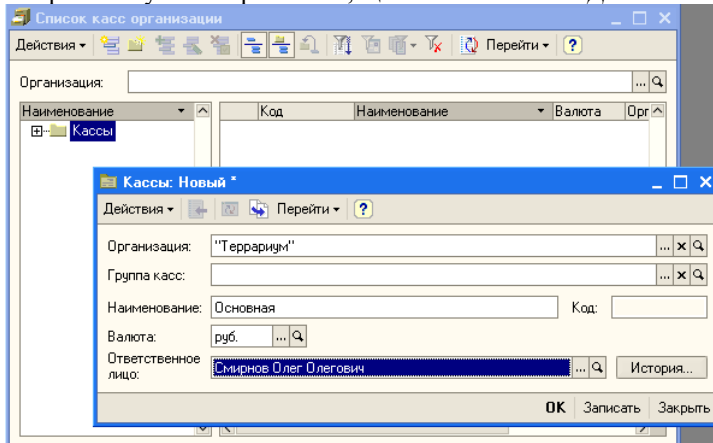 Список касс организации
Действия Перейти ?
Организация: ...
Наименование Код Наименование Валюта Орг
Кассы
Кассы: Новый *
Действия Перейти ?
Организация: "Террариум" ...
Группа касс: ...
Наименование: Основная Код:
Валюта: руб. ...
Ответственное
лицо: Смирнов Олег Олегович ... История...
OK Записать Закрыть